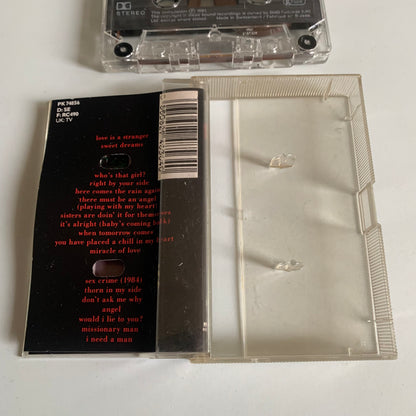 STEREO
PK 74856
D: SE
F: RC 490
UK: TV
love is a stranger
sweet dreams
who's that girl?
right by your side
here comes the rain again
'there must be an angel
(playing with my heart)
sisters are doin' it for themselves
it's alright (baby's coming back)
when tomorrow comes
you have placed a chill in my heart
miracle of love
sex crime (1984)
thorn in my side
don't ask me why
angel
would i lie to you?
missionary man
i need a man